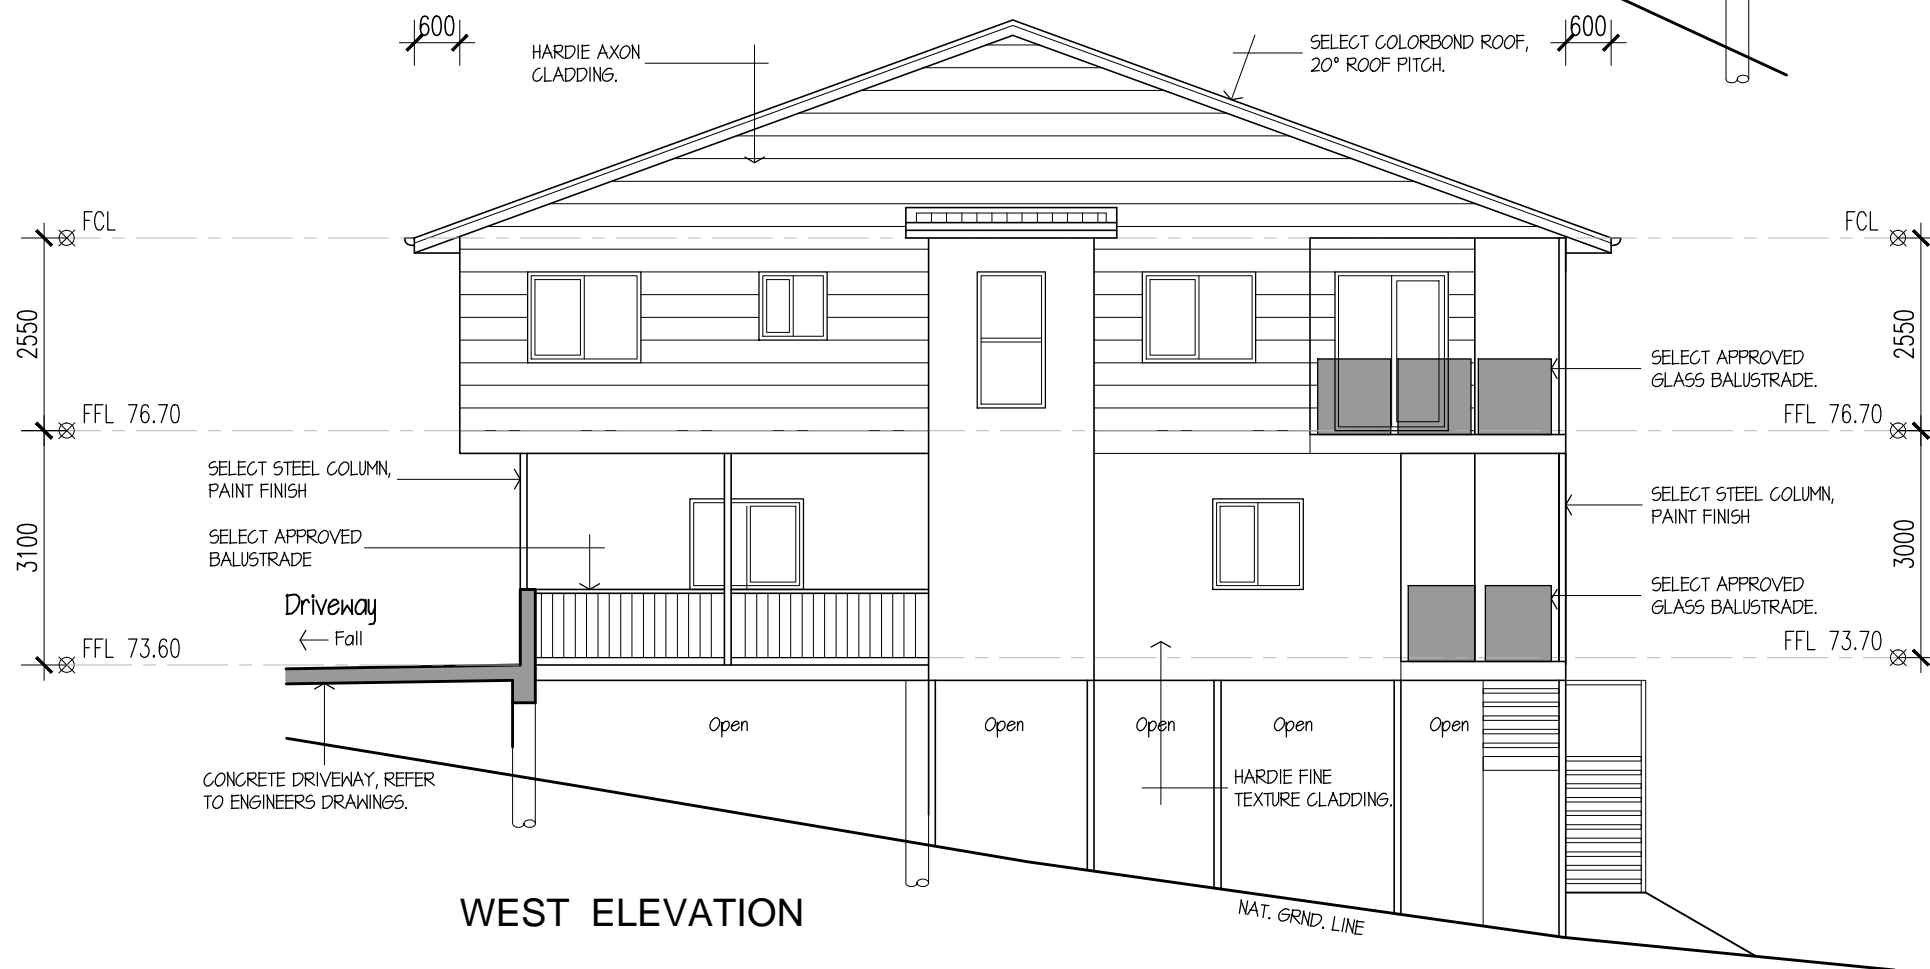 600
HARDIE AXON
CLADDING.
SELECT COLORBOND ROOF,
20° ROOF PITCH.
600
FCL
FCL
2550
2550
SELECT APPROVED
GLASS BALUSTRADE.
FFL 76.70
FFL 76.70
SELECT STEEL COLUMN,
PAINT FINISH
SELECT STEEL COLUMN,
PAINT FINISH
3100
3000
SELECT APPROVED
BALUSTRADE
SELECT APPROVED
GLASS BALUSTRADE.
Driveway
Fall
FFL 73.60
FFL 73.70
Open
Open
Open
Open
Open
CONCRETE DRIVEWAY, REFER
TO ENGINEERS DRAWINGS.
HARDIE FINE
TEXTURE CLADDING.
WEST ELEVATION
NAT. GRND. LINE